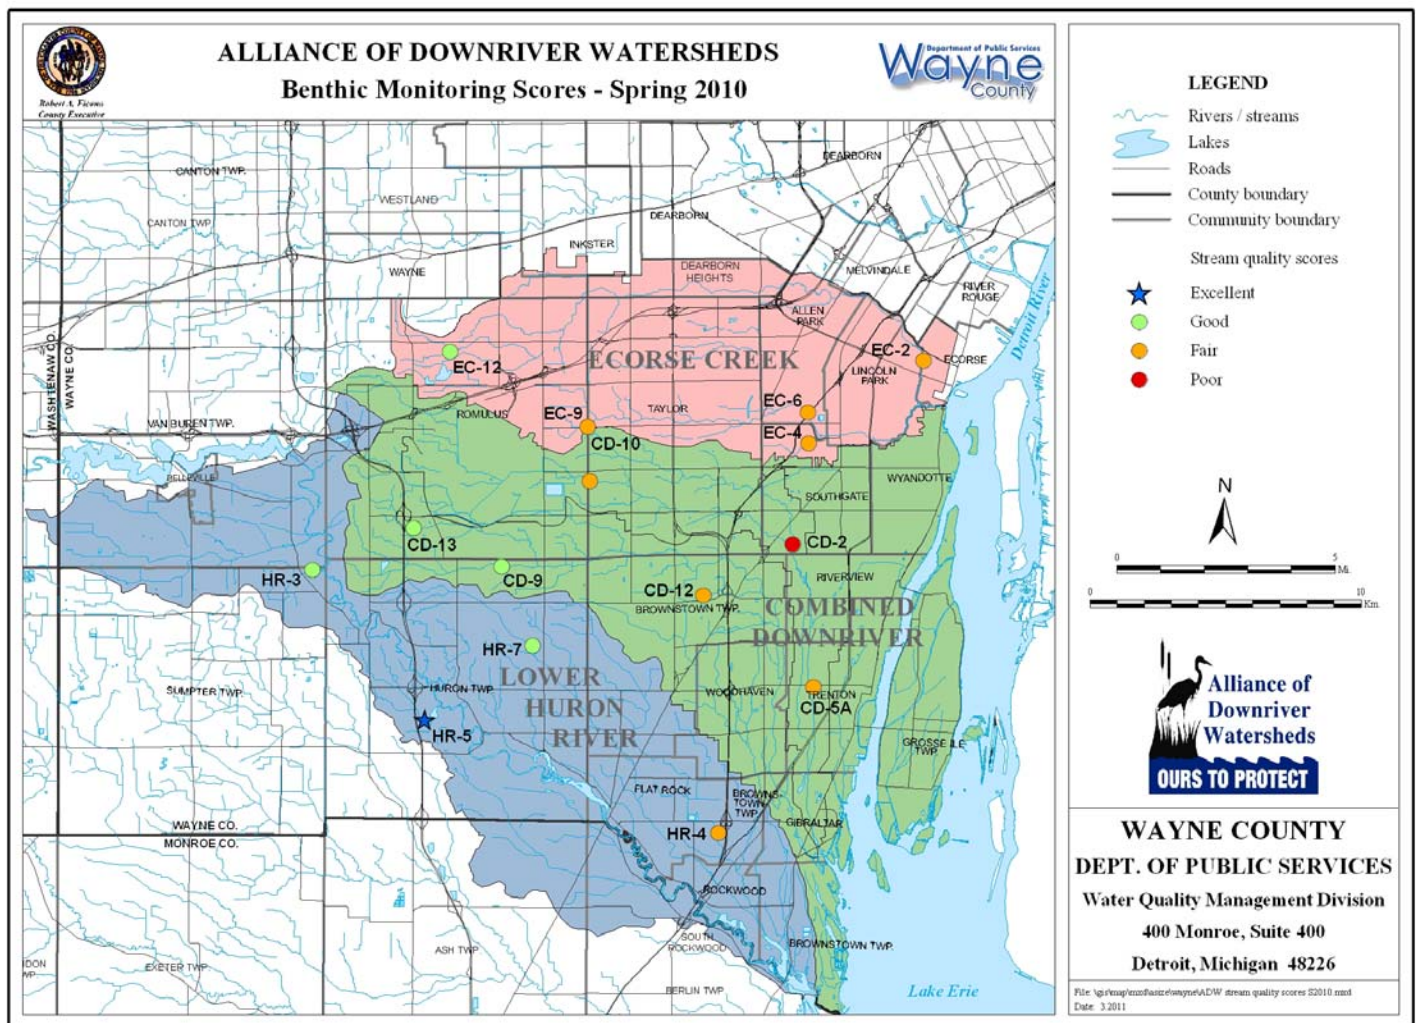 ALLIANCE OF DOWNRIVER WATERSHEDS
Benthic Monitoring Scores - Spring 2010
Robert A. Ficano
County Executive
Department of Public Services
Wayne
County
LEGEND
Rivers / streams
Lakes
Roads
County boundary
Community boundary
Stream quality scores
Excellent
Good
Fair
Poor
N
0 5
Mi.
0 10
Km.
Alliance of
Downriver
Watersheds
OURS TO PROTECT
WAYNE COUNTY
DEPT. OF PUBLIC SERVICES
Water Quality Management Division
400 Monroe, Suite 400
Detroit, Michigan 48226
Date: 3.2011
DEARBORN
CANTON TWP.
WESTLAND
DEARBORN
CANTON TWP.
INKSTER
WAYNE
DEARBORN
HEIGHTS
MELVINDALE
RIVER
ROUGE
ALLEN
PARK
Detroit River
WASHTENAW CO.
WAYNE CO.
EC-12
ECORSE CREEK
EC-2
ECORSE
LINCOLN
PARK
EC-6
EC-9
TAYLOR
ROMULUS
VAN BUREN TWP.
EC-4
CD-10
BELLEVILLE
WYANDOTTE
SOUTHGATE
CD-13
CD-2
HR-3
CD-9
CD-12
RIVERVIEW
BROWNSTOWN TWP.
COMBINED
DOWNRIVER
HR-7
LOWER
HURON
RIVER
SUMPTER TWP.
HURON TWP.
WOODHAVEN
TRENTON
CD-5A
HR-5
GROSSE ILE
TWP.
FLAT ROCK
BROWNS-
TOWN
TWP.
GIBRALTAR
WAYNE CO.
MONROE CO.
HR-4
ROCKWOOD
SOUTH
ROCKWOOD
ASH TWP.
BROWNSTOWN TWP.
EXETER TWP.
BERLIN TWP.
Lake Erie